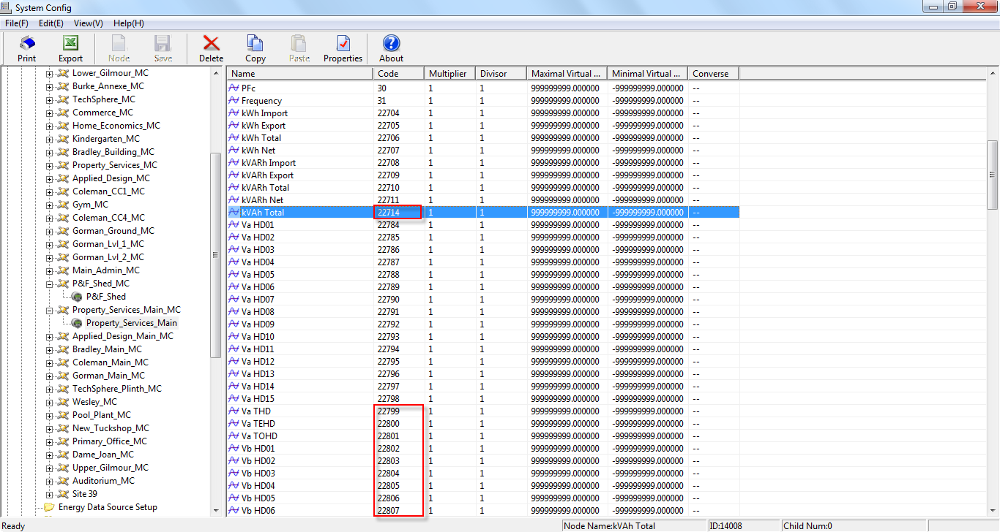 System Config
File(F) Edit(E) View(V) Help(H)
Print Export Node Save Delete Copy Paste Properties About
Lower_Gilmour_MC
Burke_Annexe_MC
TechSphere_MC
Commerce_MC
Home_Economics_MC
Kindergarten_MC
Bradley_Building_MC
Property_Services_MC
Applied_Design_MC
Coleman_CC1_MC
Gym_MC
Coleman_CC4_MC
Gorman_Ground_MC
Gorman_Lvl_1_MC
Gorman_Lvl_2_MC
Main_Admin_MC
P&F_Shed_MC
P&F_Shed
Property_Services_Main_MC
Property_Services_Main
Applied_Design_Main_MC
Bradley_Main_MC
Coleman_Main_MC
Gorman_Main_MC
TechSphere_Plinth_MC
Wesley_MC
Pool_Plant_MC
New_Tuckshop_MC
Primary_Office_MC
Dame_Joan_MC
Upper_Gilmour_MC
Auditorium_MC
Site 39
Energy Data Source Setup
Name Code Multiplier Divisor Maximal Virtual ... Minimal Virtual ... Converse
PFc 30 1 1 999999999.000000 -999999999.000000 --
Frequency 31 1 1 999999999.000000 -999999999.000000 --
kWh Import 22704 1 1 999999999.000000 -999999999.000000 --
kWh Export 22705 1 1 999999999.000000 -999999999.000000 --
kWh Total 22706 1 1 999999999.000000 -999999999.000000 --
kWh Net 22707 1 1 999999999.000000 -999999999.000000 --
kVARh Import 22708 1 1 999999999.000000 -999999999.000000 --
kVARh Export 22709 1 1 999999999.000000 -999999999.000000 --
kVARh Total 22710 1 1 999999999.000000 -999999999.000000 --
kVARh Net 22711 1 1 999999999.000000 -999999999.000000 --
kVAh Total 22714 1 1 999999999.000000 -999999999.000000 --
Va HD01 22784 1 1 999999999.000000 -999999999.000000 --
Va HD02 22785 1 1 999999999.000000 -999999999.000000 --
Va HD03 22786 1 1 999999999.000000 -999999999.000000 --
Va HD04 22787 1 1 999999999.000000 -999999999.000000 --
Va HD05 22788 1 1 999999999.000000 -999999999.000000 --
Va HD06 22789 1 1 999999999.000000 -999999999.000000 --
Va HD07 22790 1 1 999999999.000000 -999999999.000000 --
Va HD08 22791 1 1 999999999.000000 -999999999.000000 --
Va HD09 22792 1 1 999999999.000000 -999999999.000000 --
Va HD10 22793 1 1 999999999.000000 -999999999.000000 --
Va HD11 22794 1 1 999999999.000000 -999999999.000000 --
Va HD12 22795 1 1 999999999.000000 -999999999.000000 --
Va HD13 22796 1 1 999999999.000000 -999999999.000000 --
Va HD14 22797 1 1 999999999.000000 -999999999.000000 --
Va HD15 22798 1 1 999999999.000000 -999999999.000000 --
Va THD 22799 1 1 999999999.000000 -999999999.000000 --
Va TEHD 22800 1 1 999999999.000000 -999999999.000000 --
Va TOHD 22801 1 1 999999999.000000 -999999999.000000 --
Vb HD01 22802 1 1 999999999.000000 -999999999.000000 --
Vb HD02 22803 1 1 999999999.000000 -999999999.000000 --
Vb HD03 22804 1 1 999999999.000000 -999999999.000000 --
Vb HD04 22805 1 1 999999999.000000 -999999999.000000 --
Vb HD05 22806 1 1 999999999.000000 -999999999.000000 --
Vb HD06 22807 1 1 999999999.000000 -999999999.000000 --
Ready Node Name:kVAh Total ID:14008 Child Num:0